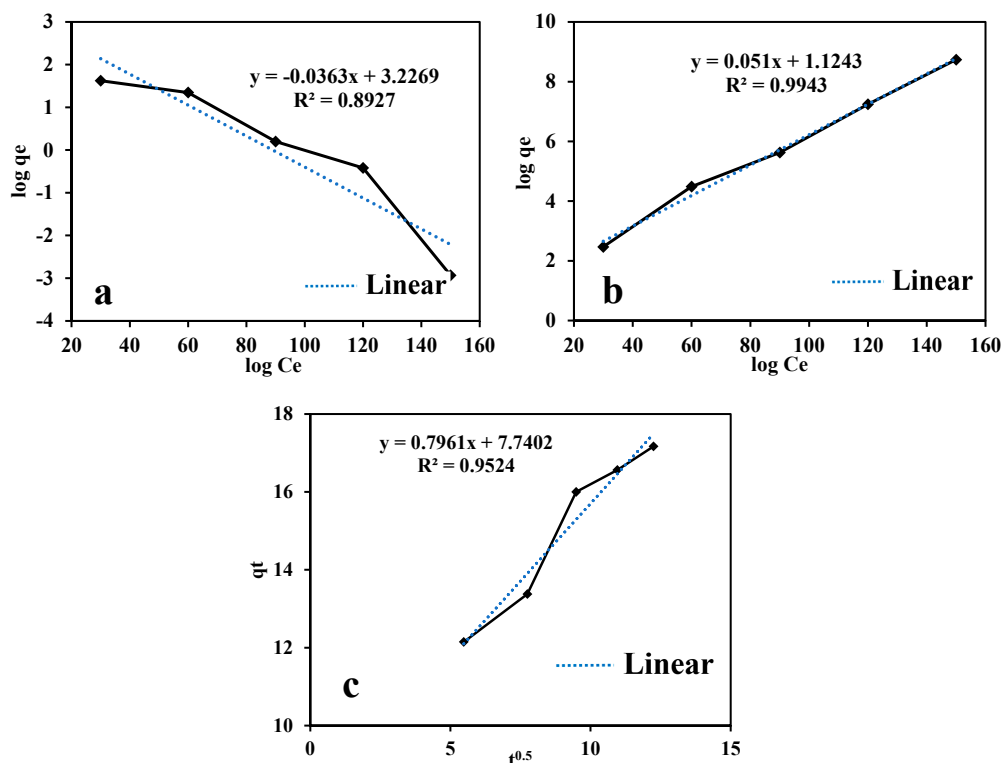 3
2
1
0
-1
-2
-3
-4
log qe
y = -0.0363x + 3.2269
R² = 0.8927
Linear
a
20 40 60 80 100 120 140 160
log Ce
10
8
6
4
2
0
log qe
y = 0.051x + 1.1243
R² = 0.9943
Linear
b
20 40 60 80 100 120 140 160
log Ce
18
16
14
12
10
qt
y = 0.7961x + 7.7402
R² = 0.9524
Linear
c
0 5 10 15
t⁰·⁵